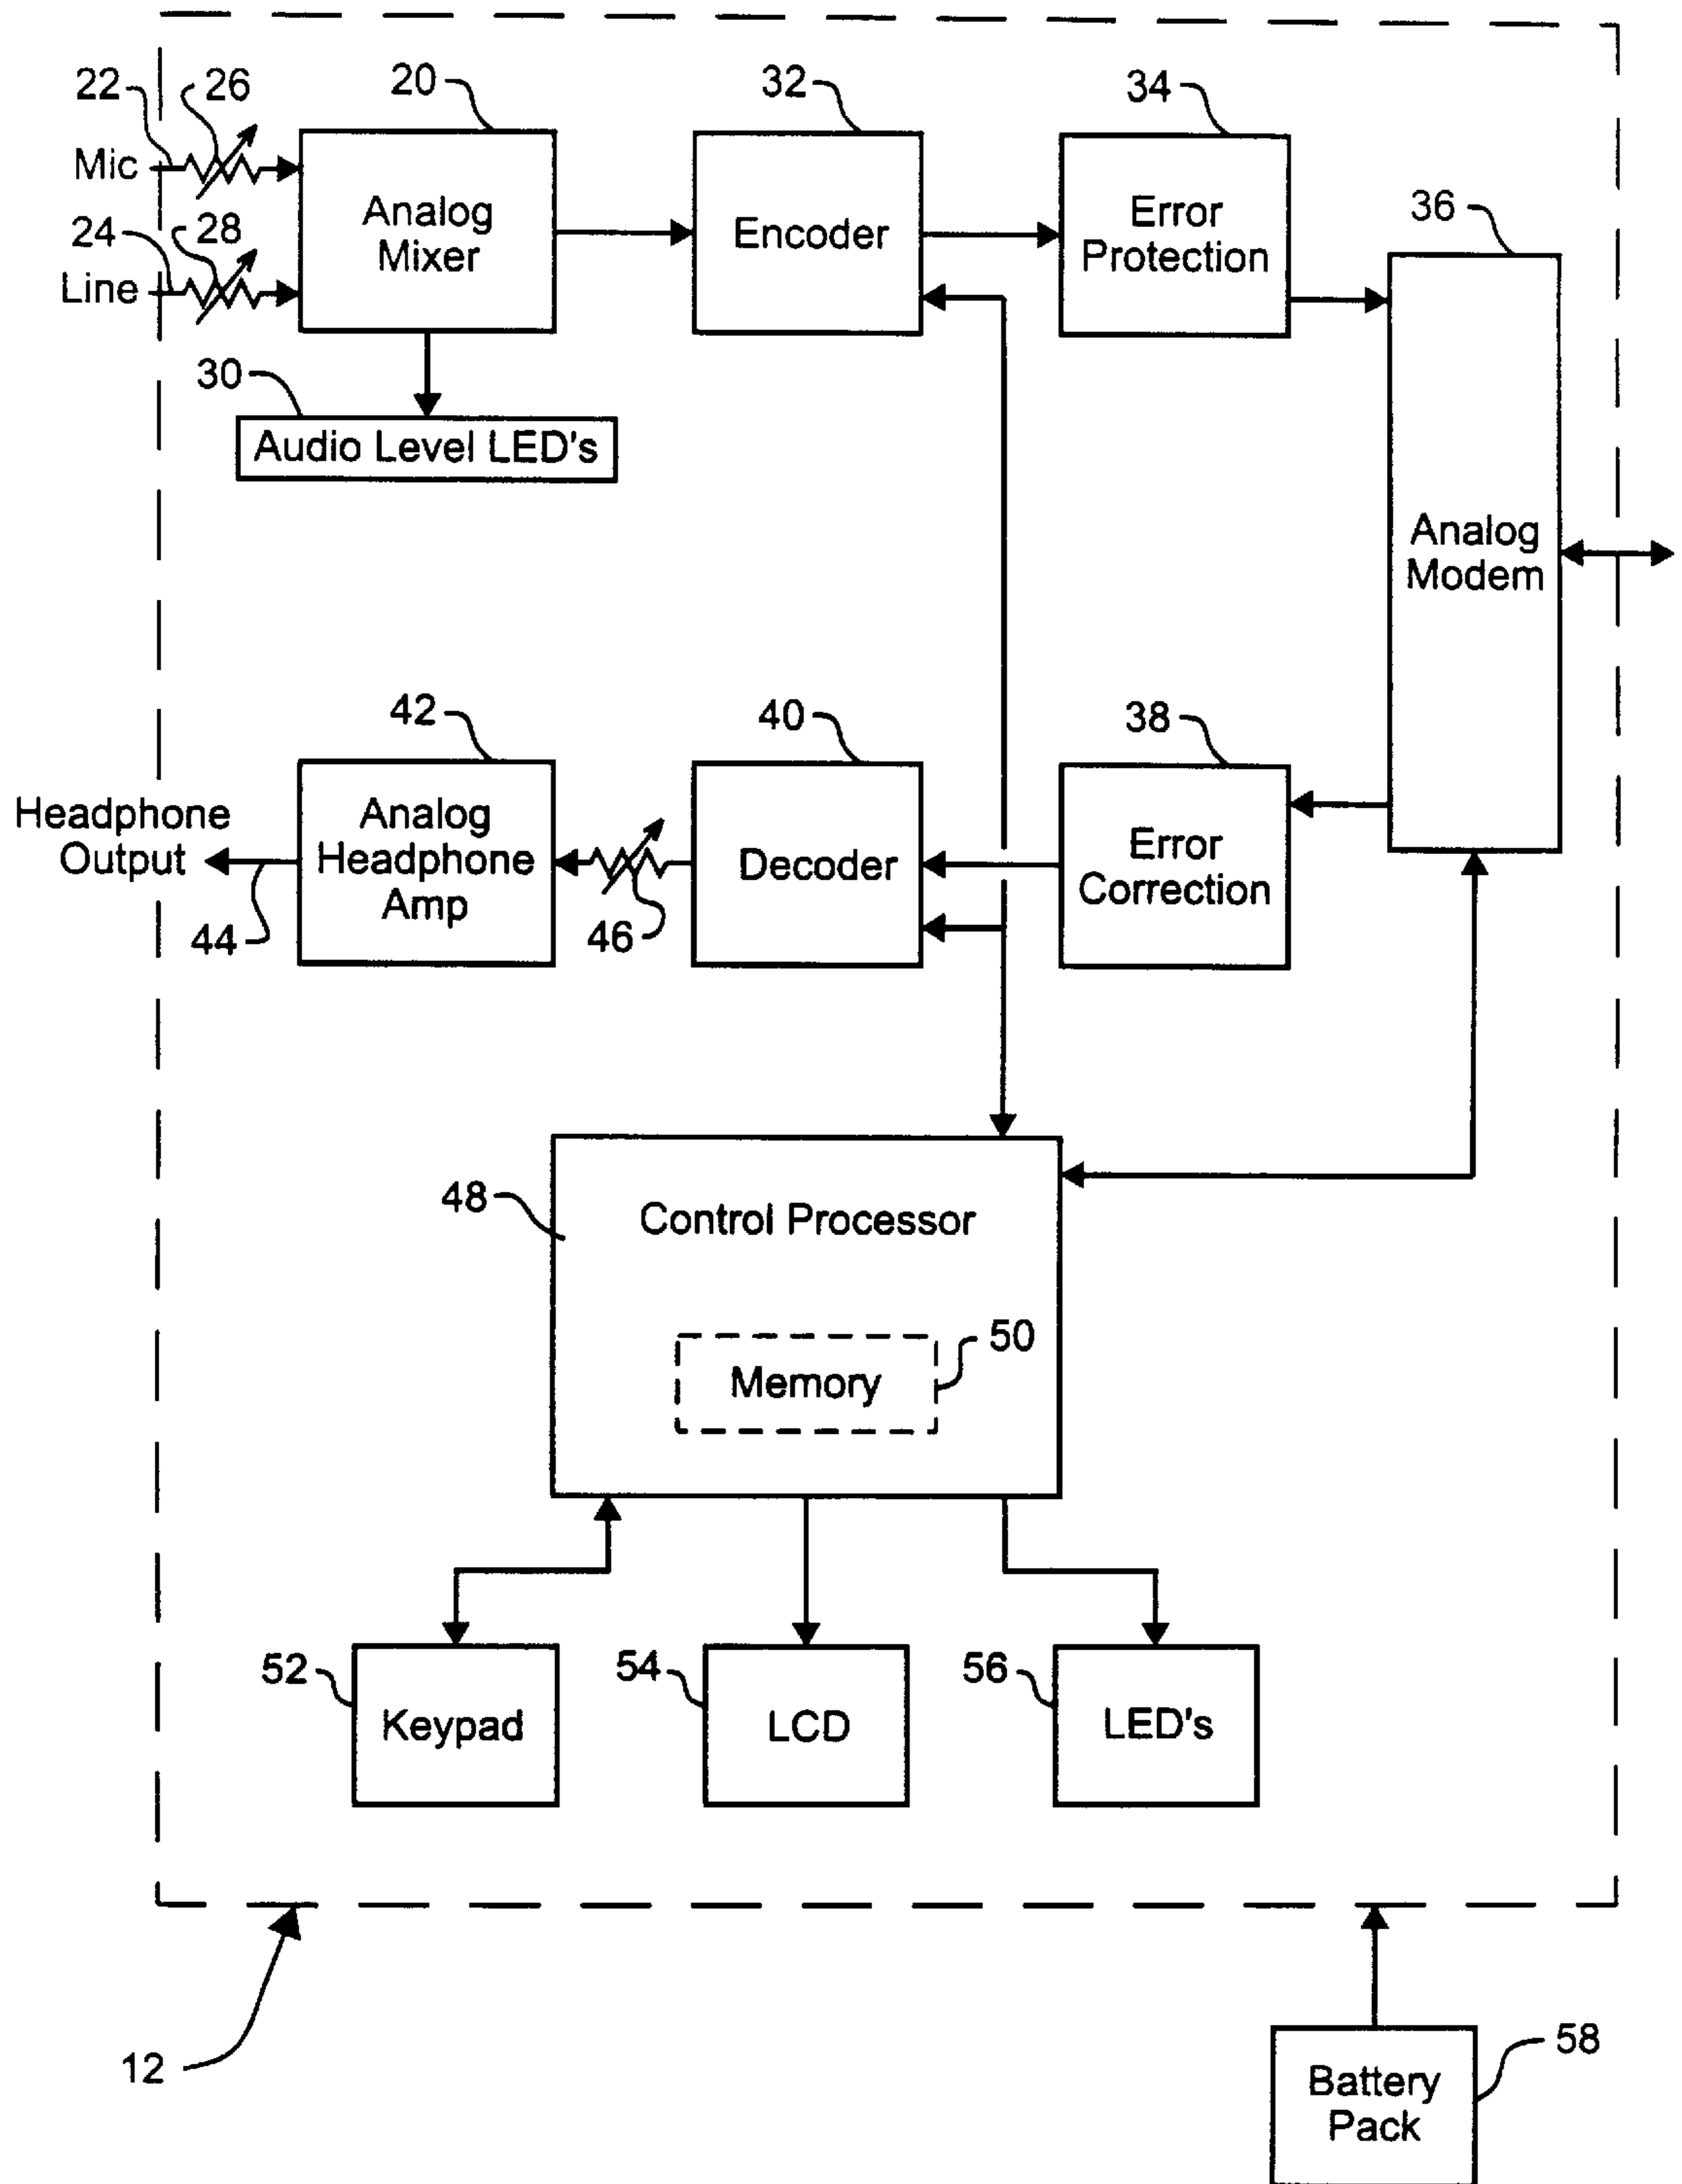 22
26
20
32
34
Mic
Analog
Mixer
Encoder
Error
Protection
36
24
28
Line
30
Audio Level LED's
Analog
Modem
42
40
38
Headphone
Output
Analog
Headphone
Amp
Decoder
Error
Correction
44
46
48
Control Processor
50
Memory
52
54
56
Keypad
LCD
LED's
12
58
Battery
Pack